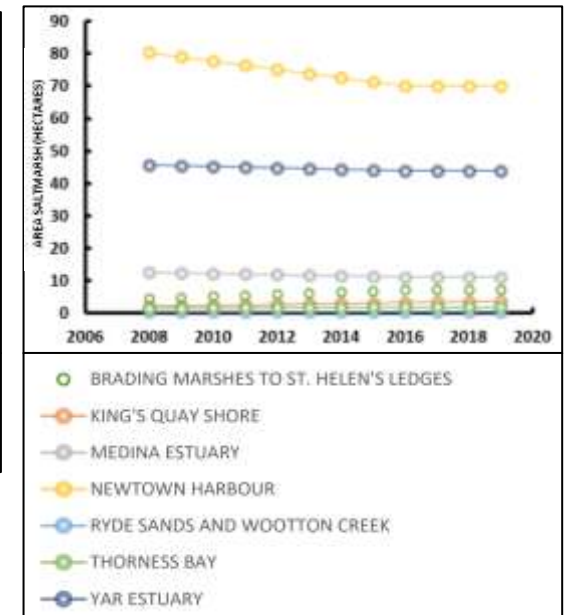 90
80
70
60
50
40
30
20
10
0
AREA SALTMARSH (HECTARES)
2006 2008 2010 2012 2014 2016 2018 2020
BRADING MARSHES TO ST. HELEN'S LEDGES
KING'S QUAY SHORE
MEDINA ESTUARY
NEWTOWN HARBOUR
RYDE SANDS AND WOOTTON CREEK
THORNESS BAY
YAR ESTUARY